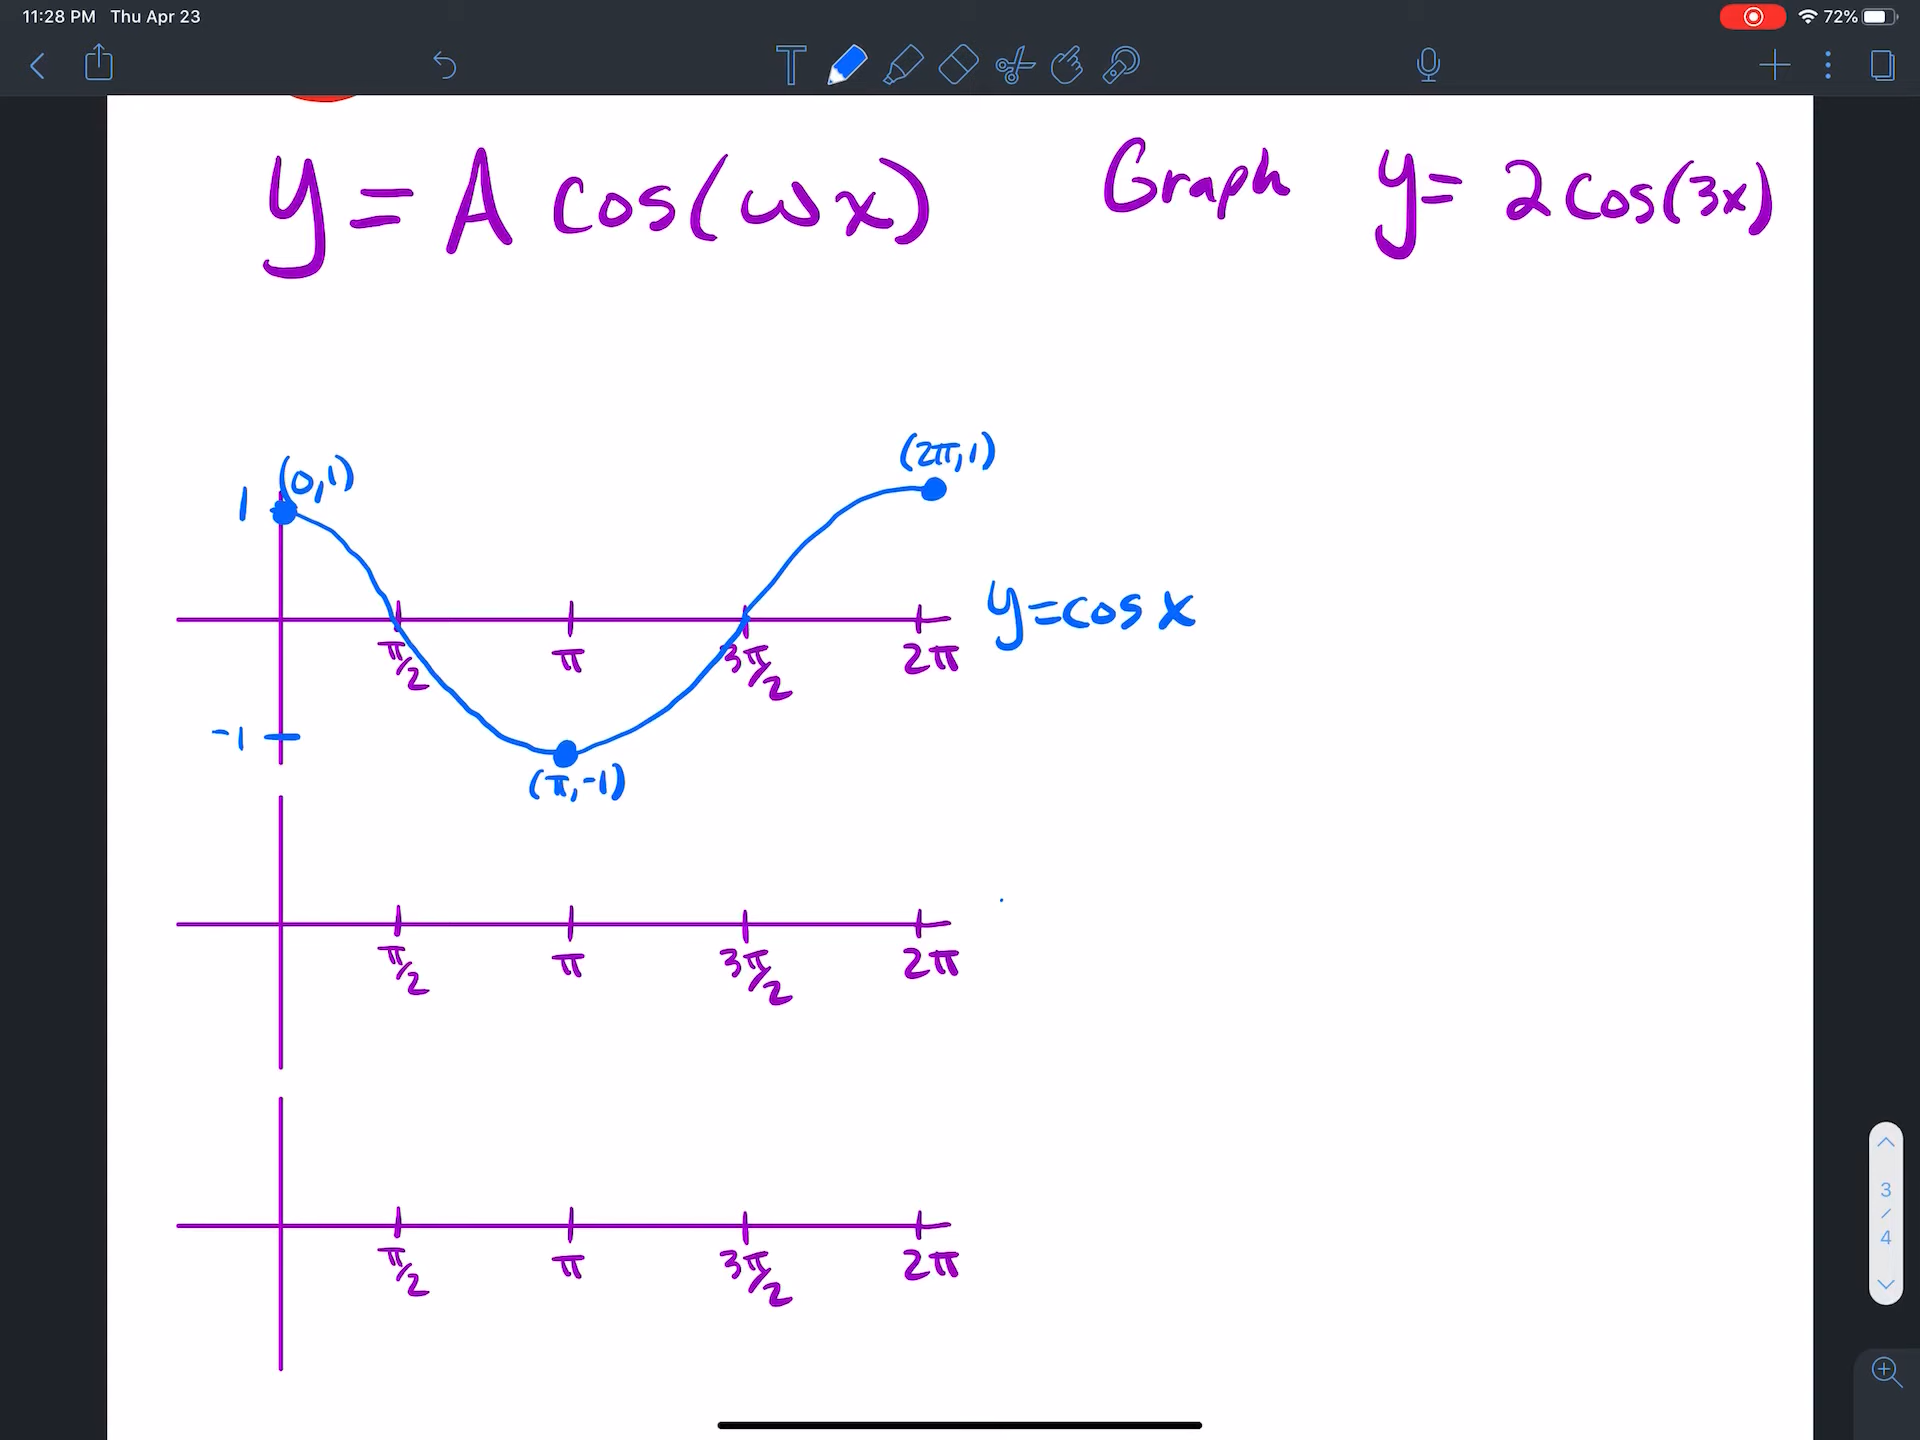 11:28 PM Thu Apr 23
72%
y = A cos(ωx)
Graph y= 2cos(3x)
(2π,1)
(0,1)
1
y=cos x
π/2 π 3π/2 2π
-1
(π,-1)
π/2 π 3π/2 2π
3
/
4
π/2 π 3π/2 2π